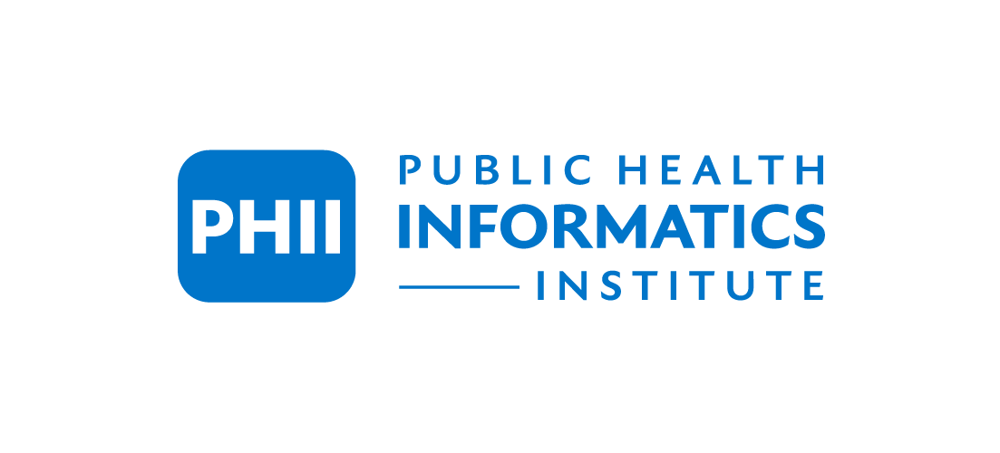 PHII
PUBLIC HEALTH
INFORMATICS
INSTITUTE